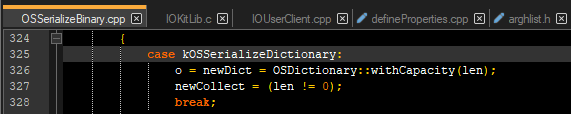 OSSerializeBinary.cpp IOKitLib.c IOUserClient.cpp defineProperties.cpp arghlist.h
324 {
325 case kOSSerializeDictionary:
326 o = newDict = OSDictionary::withCapacity(len);
327 newCollect = (len != 0);
328 break;